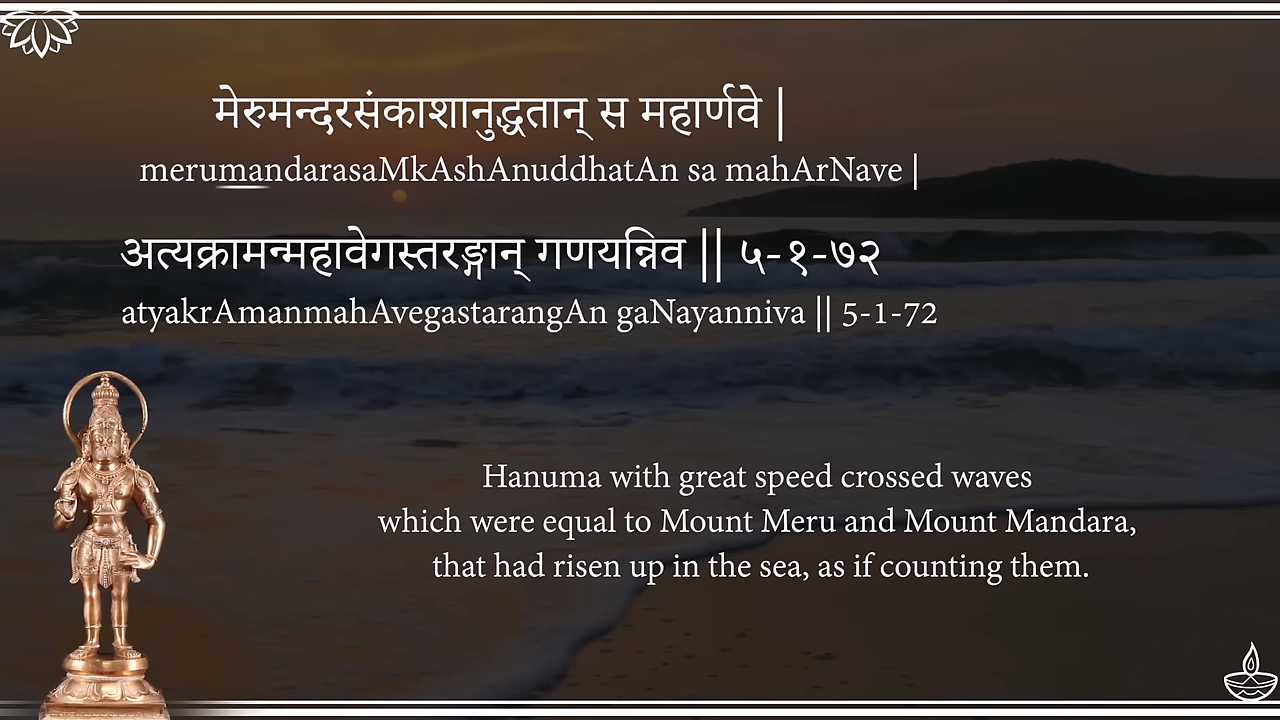 मेरुमन्दरसंकाशानुद्धतान् स महार्णवे |
merumandarasaMkAshAnuddhatAn sa mahArNave |
अत्यक्रामन्महावेगस्तरङ्गान् गणयन्निव || ५-१-७२
atyakrAmanmahAvegastarangAn gaNayanniva || 5-1-72
Hanuma with great speed crossed waves
which were equal to Mount Meru and Mount Mandara,
that had risen up in the sea, as if counting them.